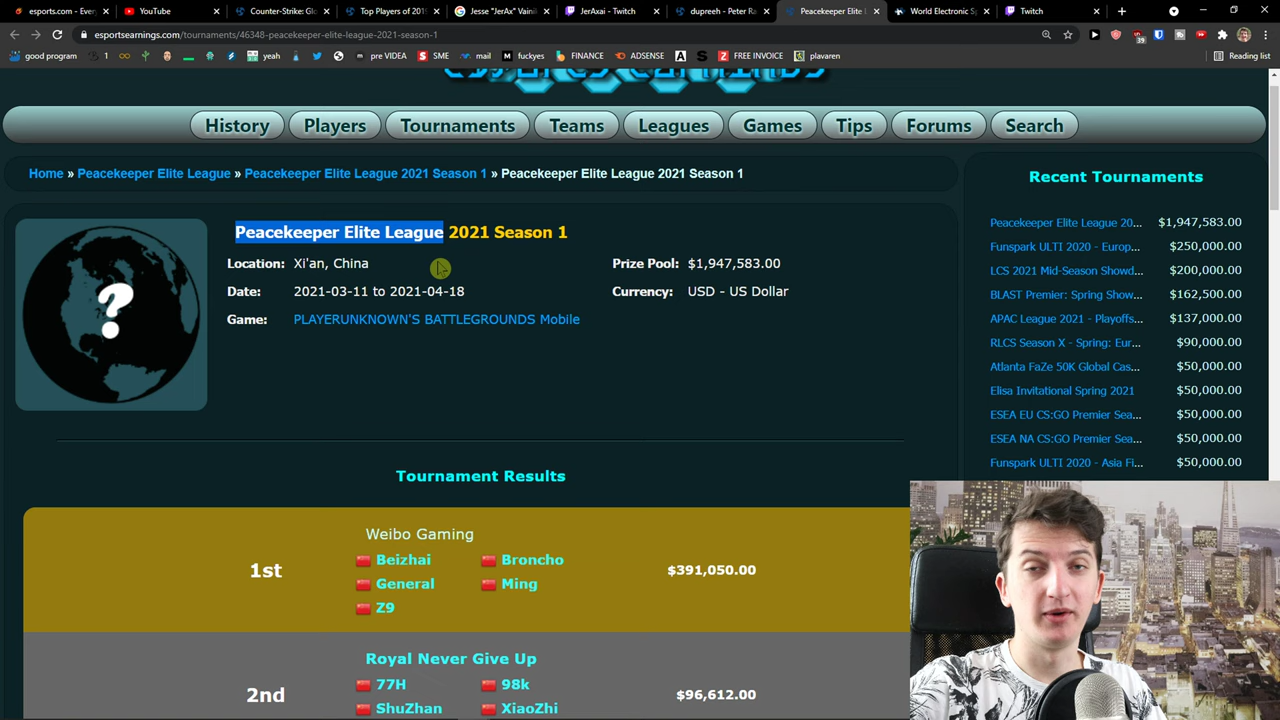 esports.com - Every
YouTube
Counter-Strike: Glo
Top Players of 201
Jesse "JerAx" Vaini
JerAxai - Twitch
dupreeh - Peter Ra
Peacekeeper Elite L
World Electronic Sp
Twitch
esportsearnings.com/tournaments/46348-peacekeeper-elite-league-2021-season-1
39
good program
1
yeah
pre VIDEA
SME
mail
fuckyes
FINANCE
ADSENSE
FREE INVOICE
plavaren
Reading list
History
Players
Tournaments
Teams
Leagues
Games
Tips
Forums
Search
Home » Peacekeeper Elite League » Peacekeeper Elite League 2021 Season 1 » Peacekeeper Elite League 2021 Season 1
Peacekeeper Elite League 2021 Season 1
Location: Xi'an, China
Prize Pool: $1,947,583.00
Date: 2021-03-11 to 2021-04-18
Currency: USD - US Dollar
Game: PLAYERUNKNOWN'S BATTLEGROUNDS Mobile
?
Tournament Results
1st
Weibo Gaming
Beizhai
Broncho
General
Ming
Z9
$391,050.00
2nd
Royal Never Give Up
77H
98k
ShuZhan
XiaoZhi
$96,612.00
Recent Tournaments
Peacekeeper Elite League 20... $1,947,583.00
Funspark ULTI 2020 - Europ... $250,000.00
LCS 2021 Mid-Season Showd... $200,000.00
BLAST Premier: Spring Show... $162,500.00
APAC League 2021 - Playoffs... $137,000.00
RLCS Season X - Spring: Eur... $90,000.00
Atlanta FaZe 50K Global Cas... $50,000.00
Elisa Invitational Spring 2021 $50,000.00
ESEA EU CS:GO Premier Sea... $50,000.00
ESEA NA CS:GO Premier Sea... $50,000.00
Funspark ULTI 2020 - Asia Fi... $50,000.00